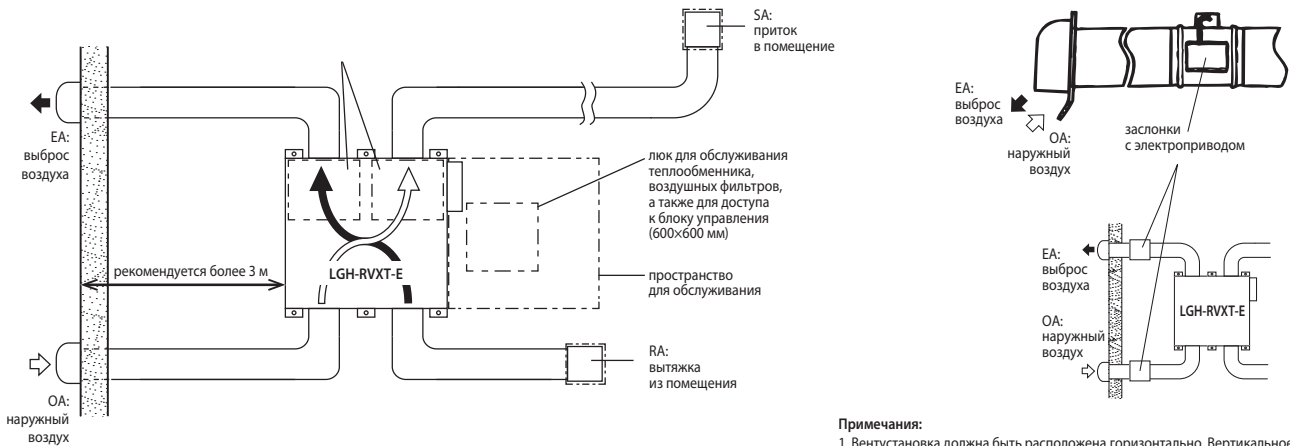 SA:
приток
в помещение
EA:
выброс
воздуха
люк для обслуживания
теплообменника,
воздушных фильтров,
а также для доступа
к блоку управления
(600×600 мм)
рекомендуется более 3 м
LGH-RVXT-E
пространство
для обслуживания
RA:
вытяжка
из помещения
OA:
наружный
воздух
EA:
выброс
воздуха
OA:
наружный
воздух
заслонки
с электроприводом
EA:
выброс
воздуха
LGH-RVXT-E
OA:
наружный
воздух
Примечания:
1. Вентустановка должна быть расположена горизонтально. Вертикальное